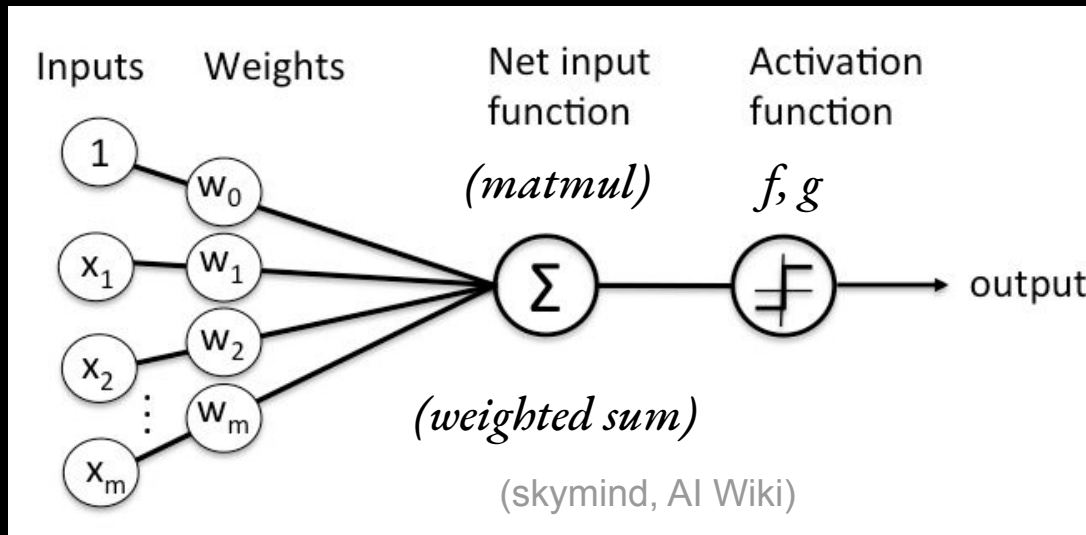 Inputs Weights Net input function Activation function
(matmul) f, g
1 w₀
x₁ w₁ Σ output
x₂ w₂
⋮ wₘ (weighted sum)
xₘ
(skymind, AI Wiki)